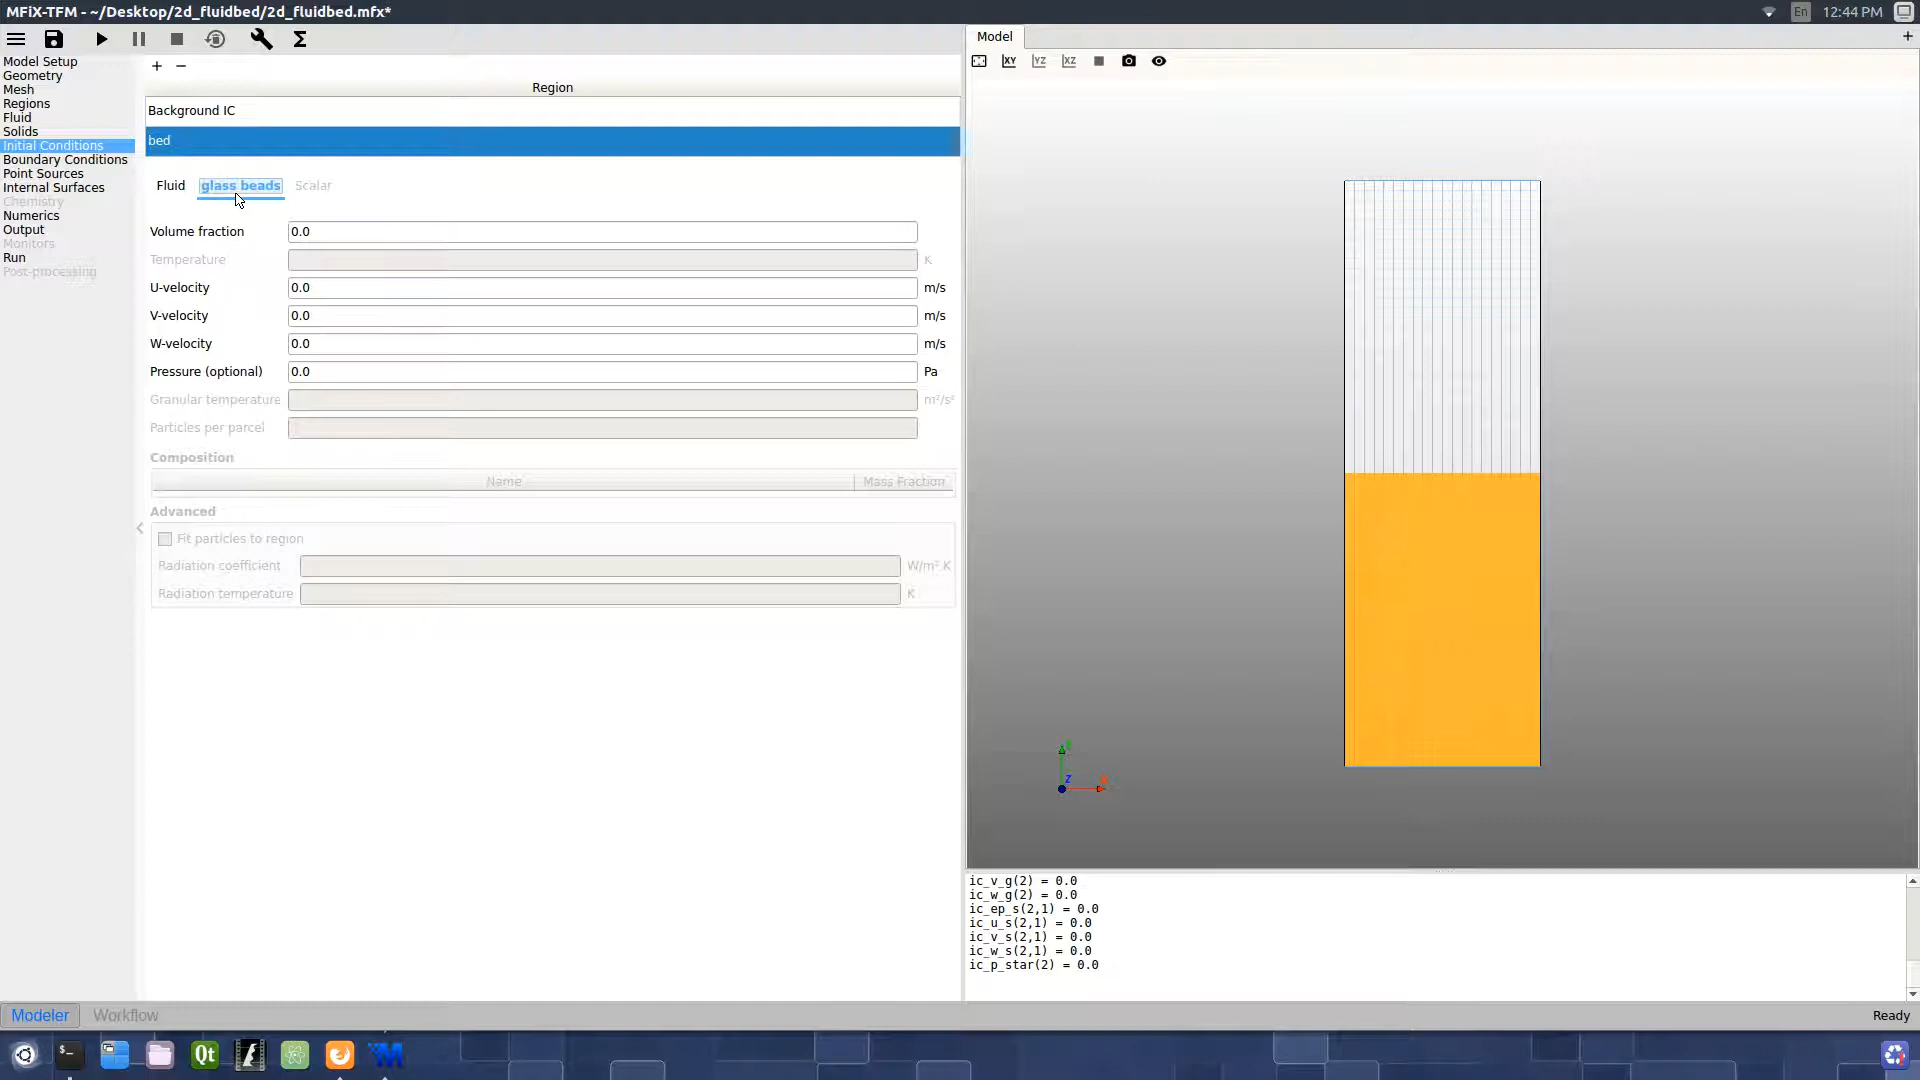 MFiX-TFM - ~/Desktop/2d_fluidbed/2d_fluidbed.mfx*
En 12:44 PM
Model Setup
Geometry
Mesh
Regions
Fluid
Solids
Initial Conditions
Boundary Conditions
Point Sources
Internal Surfaces
Chemistry
Numerics
Output
Monitors
Run
Post-processing
+ −
Region
Background IC
bed
Fluid glass beads Scalar
Volume fraction 0.0
Temperature K
U-velocity 0.0 m/s
V-velocity 0.0 m/s
W-velocity 0.0 m/s
Pressure (optional) 0.0 Pa
Granular temperature m²/s²
Particles per parcel
Composition
Name Mass Fraction
Advanced
Fit particles to region
Radiation coefficient W/m² K
Radiation temperature K
Model +
XY YZ XZ
Y
Z X
ic_v_g(2) = 0.0
ic_w_g(2) = 0.0
ic_ep_s(2,1) = 0.0
ic_u_s(2,1) = 0.0
ic_v_s(2,1) = 0.0
ic_w_s(2,1) = 0.0
ic_p_star(2) = 0.0
Modeler Workflow Ready
Qt